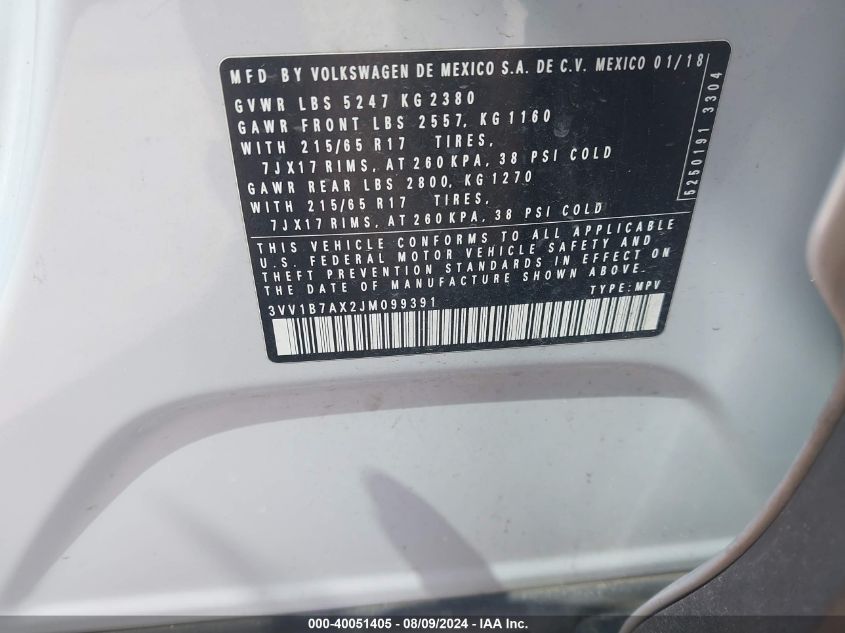 MFD BY VOLKSWAGEN DE MEXICO S.A. DE C.V. MEXICO 01/18
GVWR LBS 5247 KG 2380
GAWR FRONT LBS 2557, KG 1160
WITH 215/65 R17 TIRES,
7JX17 RIMS, AT 260 KPA, 38 PSI COLD
GAWR REAR LBS 2800, KG 1270
WITH 215/65 R17 TIRES,
7JX17 RIMS, AT 260 KPA, 38 PSI COLD
5250191 3304
THIS VEHICLE CONFORMS TO ALL APPLICABLE
U.S. FEDERAL MOTOR VEHICLE SAFETY AND
THEFT PREVENTION STANDARDS IN EFFECT ON
THE DATE OF MANUFACTURE SHOWN ABOVE.
3VV1B7AX2JM099391 TYPE: MPV
000-40051405 - 08/09/2024 - IAA Inc.